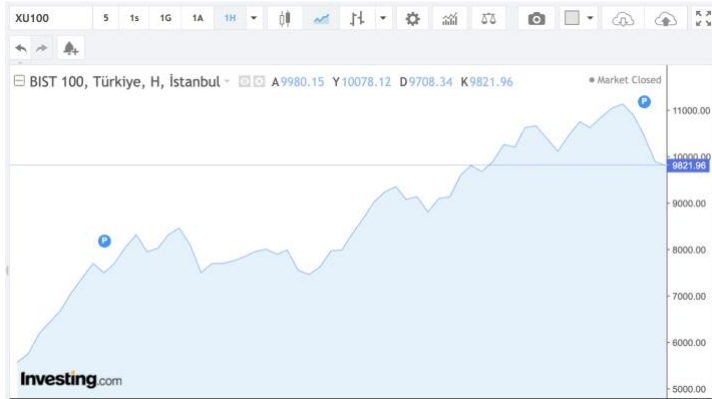 XU100 5 1s 1G 1A 1H
BIST 100, Türkiye, H, İstanbul A9980.15 Y10078.12 D9708.34 K9821.96
Market Closed
P
11000.00
P
10000.00
9821.96
9000.00
8000.00
7000.00
6000.00
5000.00
Investing.com